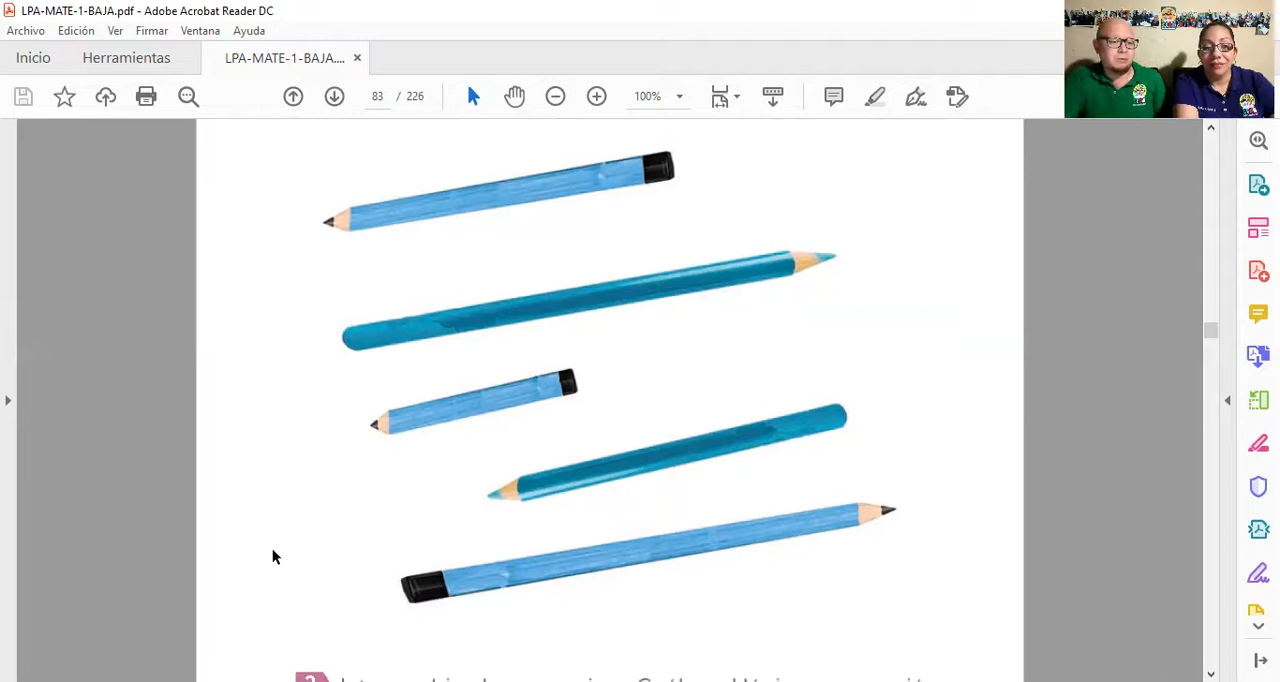 LPA-MATE-1-BAJA.pdf - Adobe Acrobat Reader DC
Archivo Edición Ver Firmar Ventana Ayuda
Inicio Herramientas LPA-MATE-1-BAJA.... ×
83 / 226 100%